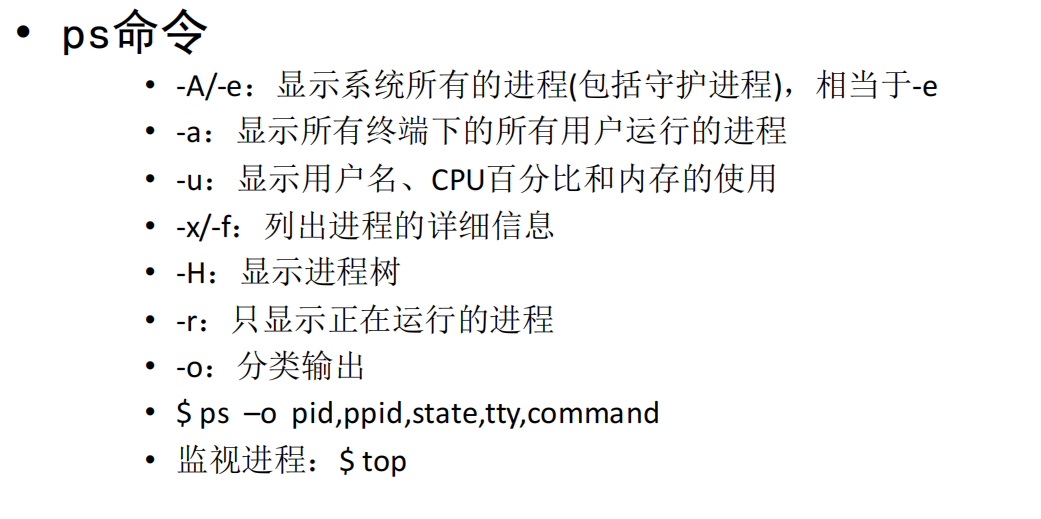 • ps命令
• -A/-e：显示系统所有的进程(包括守护进程)，相当于-e
• -a：显示所有终端下的所有用户运行的进程
• -u：显示用户名、CPU百分比和内存的使用
• -x/-f：列出进程的详细信息
• -H：显示进程树
• -r：只显示正在运行的进程
• -o：分类输出
• $ ps –o pid,ppid,state,tty,command
• 监视进程：$ top